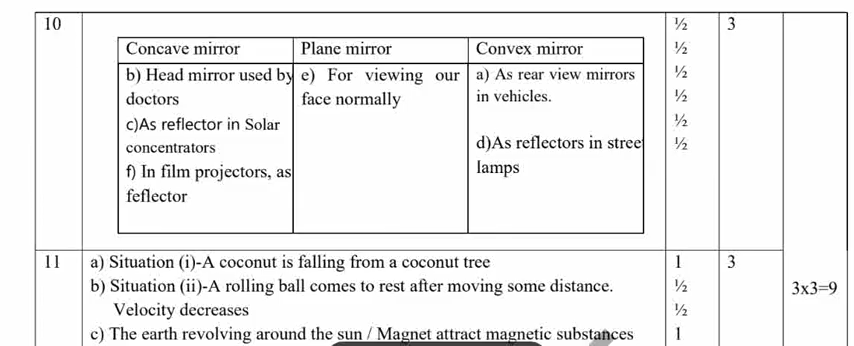 10
½
3
Concave mirror Plane mirror Convex mirror
½
b) Head mirror used by
doctors
c)As reflector in Solar
concentrators
f) In film projectors, as
feflector
e) For viewing our
face normally
a) As rear view mirrors
in vehicles.
d)As reflectors in stree
lamps
½
½
½
½
11 a) Situation (i)-A coconut is falling from a coconut tree 1 3
b) Situation (ii)-A rolling ball comes to rest after moving some distance. ½ 3x3=9
Velocity decreases ½
c) The earth revolving around the sun / Magnet attract magnetic substances 1